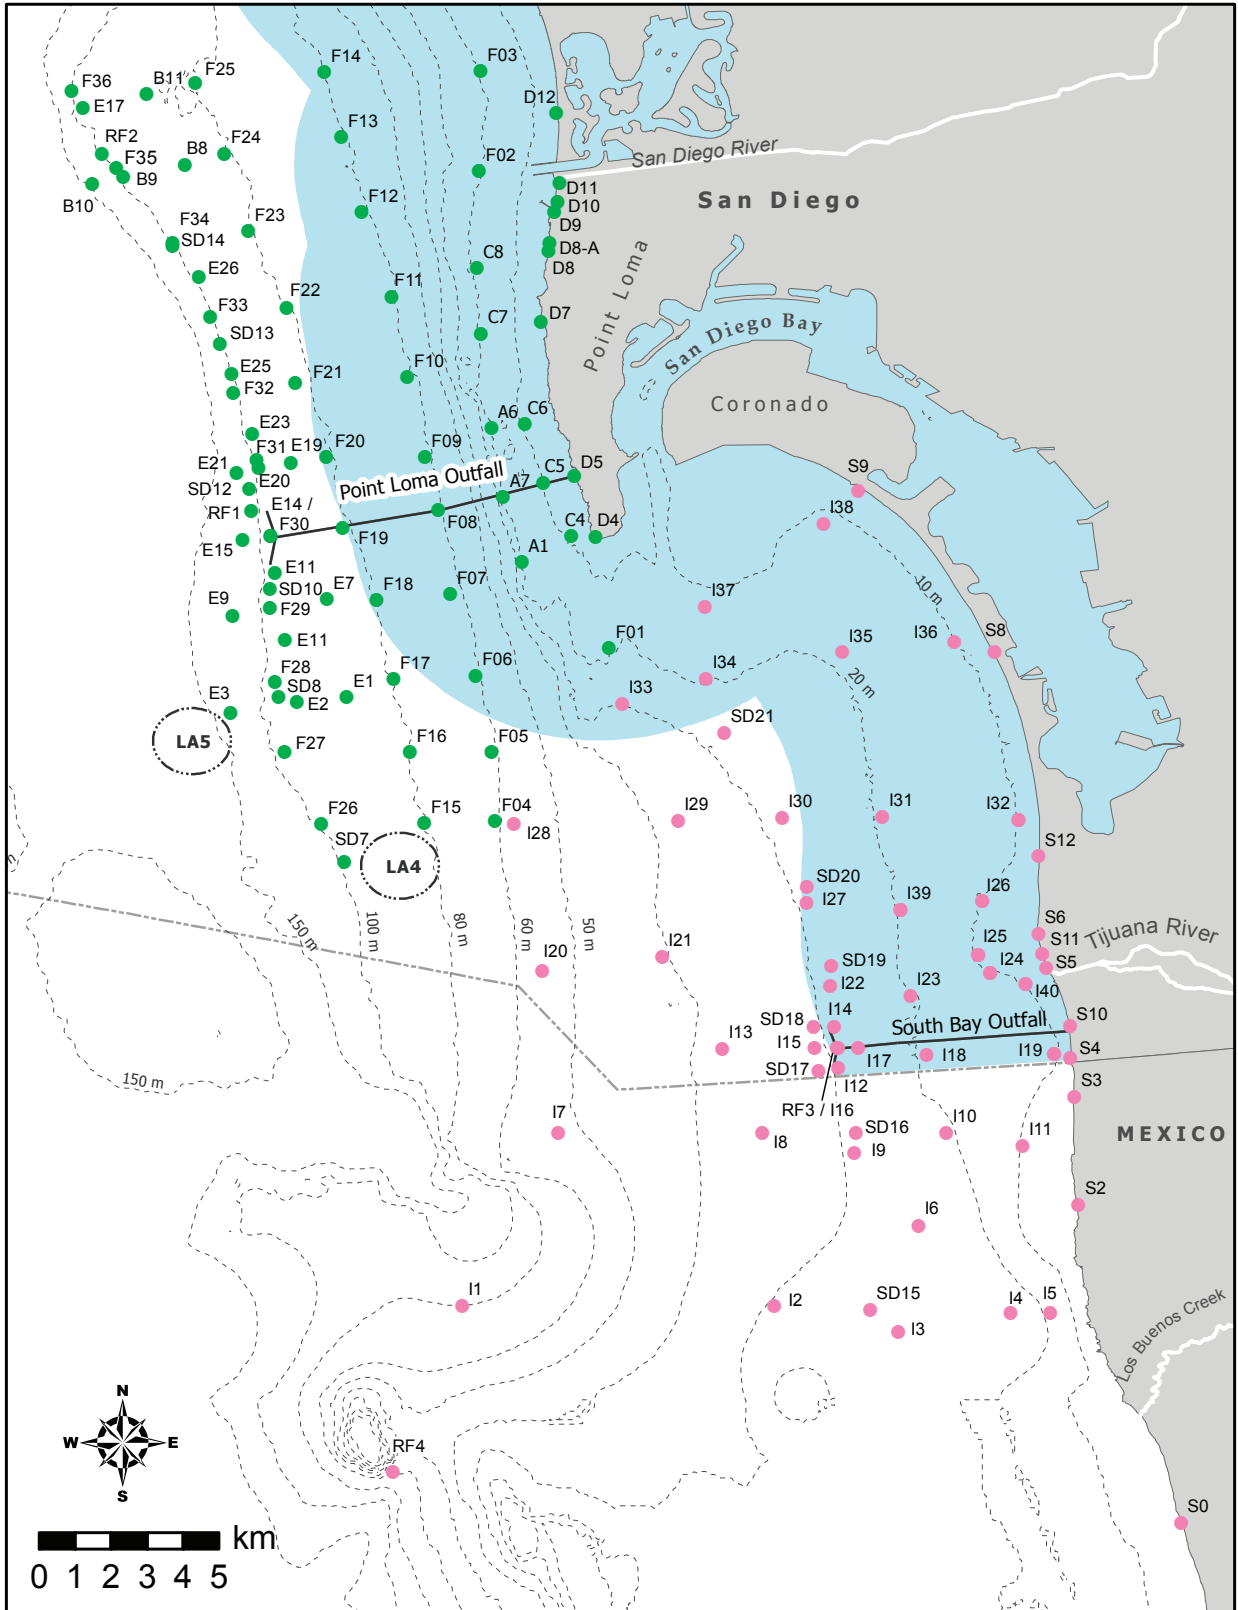 F14
F03
F36
B11
F25
E17
D12
F13
RF2
F24
B8
F35
F02
San Diego River
B9
D11
B10
San Diego
D10
F12
F34
F23
D9
SD14
D8-A
C8
D8
E26
F11
F22
Point Loma
F33
C7
D7
San Diego Bay
SD13
F10
E25
F21
F32
Coronado
A6
C6
E23
F31
E19
F20
F09
E21
D5
S9
SD12
E20
Point Loma Outfall
C5
A7
RF1
E14 /
F30
F08
I38
F19
C4
D4
E15
A1
E11
SD10
E7
F18
F07
10 m
E9
F29
I37
E11
F01
I36
S8
I35
F28
F17
F06
I34
SD8
E1
20 m
E3
E2
I33
LA5
SD21
F27
F16
F05
F26
F15
F04
I29
I30
I31
I32
SD7
I28
S12
LA4
SD20
I27
I26
I39
150 m
100 m
80 m
60 m
50 m
S6
I21
I25
S11
Tijuana River
I20
SD19
I24
S5
I22
I23
I40
SD18
I14
South Bay Outfall
S10
I13
I15
I17
I18
I19
S4
SD17
I12
150 m
S3
RF3 / I16
I7
I8
SD16
I10
I11
MEXICO
I9
S2
I6
I1
I2
SD15
I4
I5
I3
Los Buenos Creek
N
W
E
S
RF4
S0
km
0 1 2 3 4 5